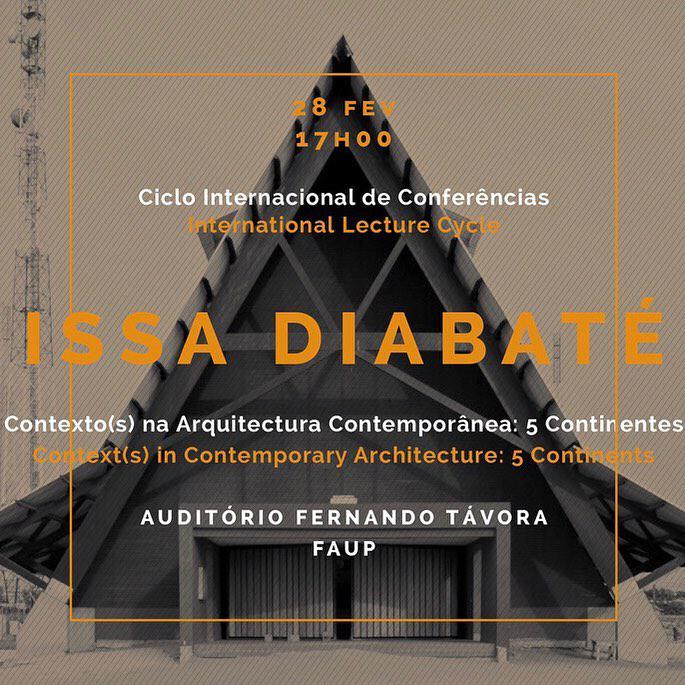 28 FEV
17H00
Ciclo Internacional de Conferências
International Lecture Cycle
ISSA DIABATÉ
Contexto(s) na Arquitectura Contemporânea: 5 Continentes
Context(s) in Contemporary Architecture: 5 Continents
AUDITÓRIO FERNANDO TÁVORA
FAUP